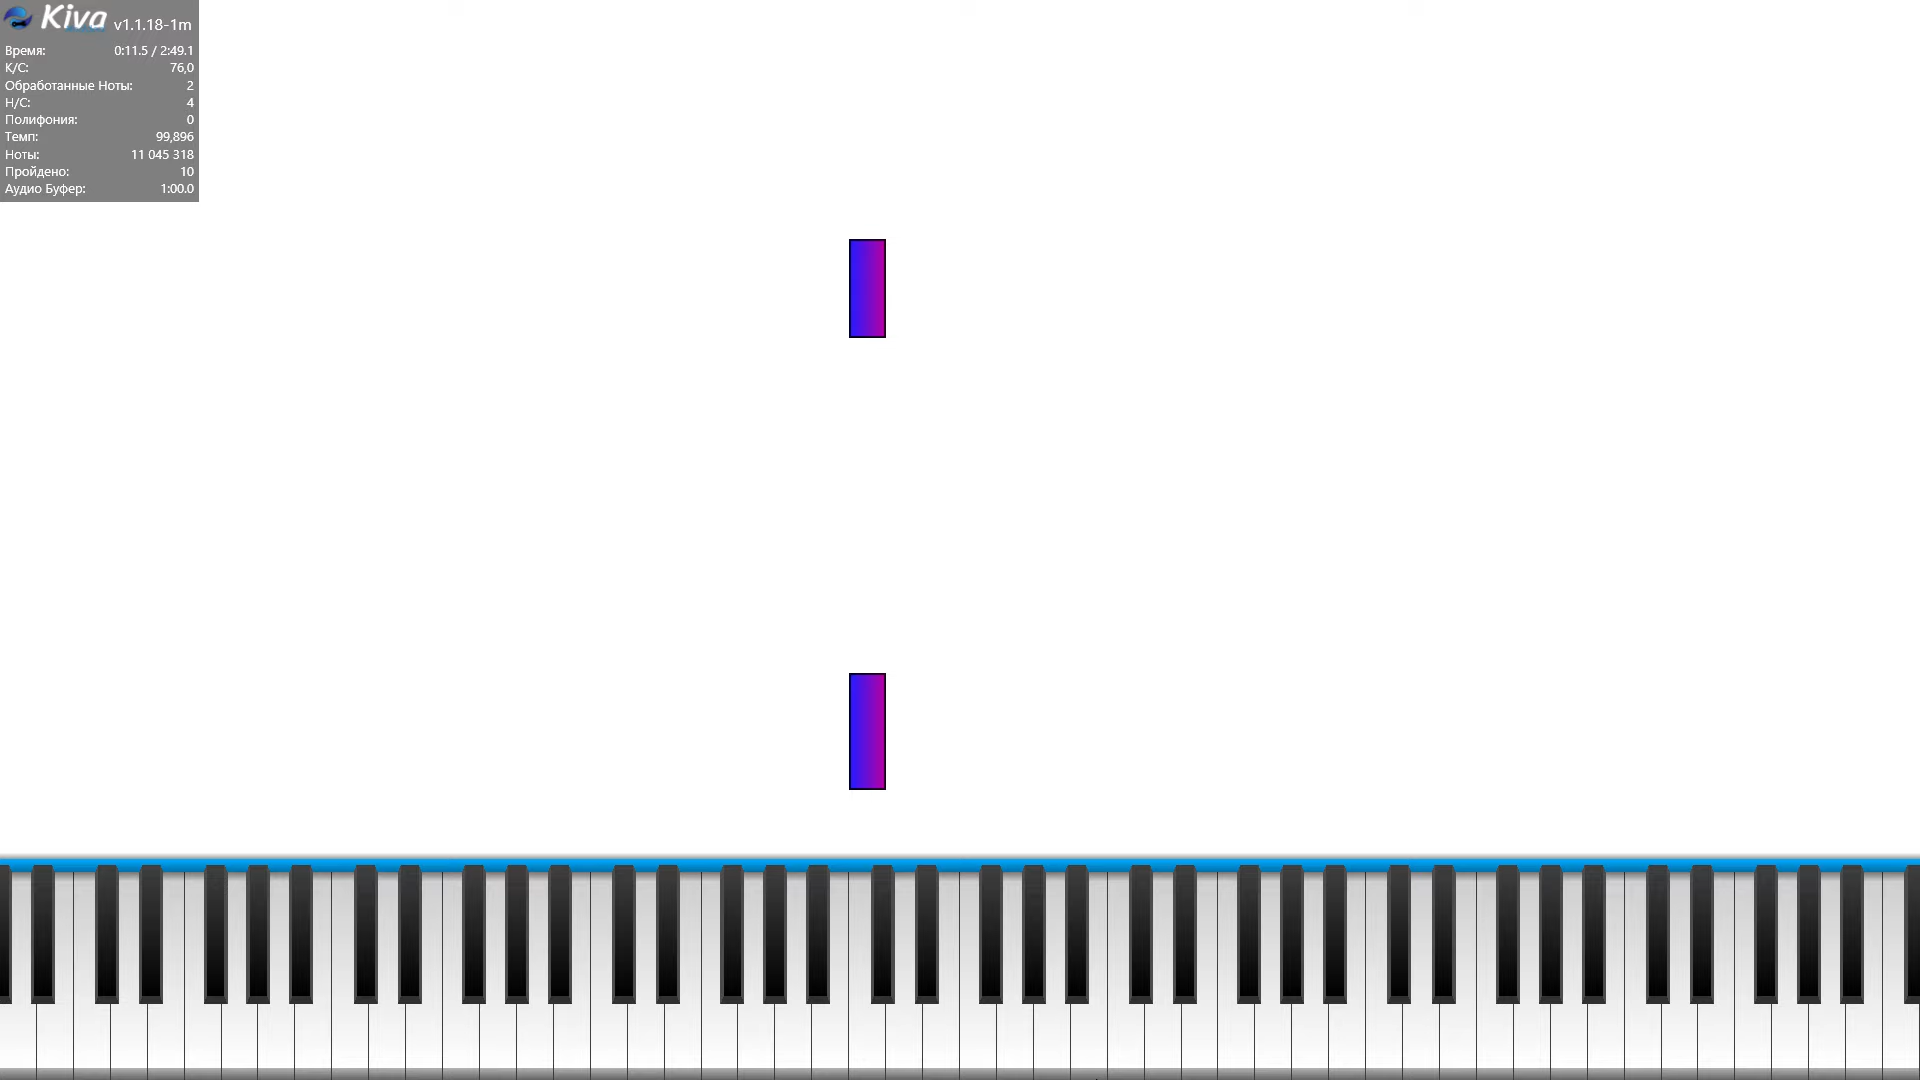 Kiva v1.1.18-1m
Время: 0:11.5 / 2:49.1
К/С: 76,0
Обработанные Ноты: 2
Н/С: 4
Полифония: 0
Темп: 99,896
Ноты: 11 045 318
Пройдено: 10
Аудио Буфер: 1:00.0